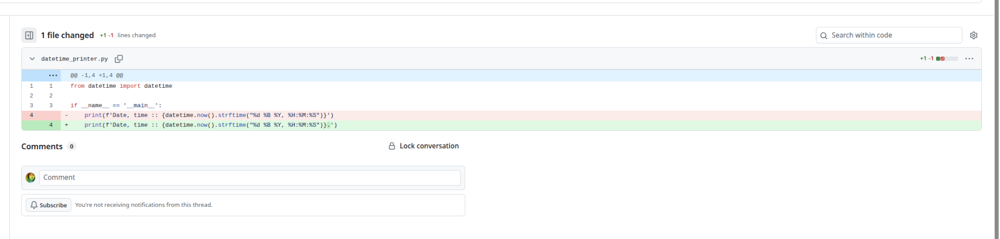 1 file changed +1 -1 lines changed Search within code
datetime_printer.py +1 -1
@@ -1,4 +1,4 @@
1 1 from datetime import datetime
2 2
3 3 if __name__ == '__main__':
4 - print(f'Date, time :: {datetime.now().strftime("%d %B %Y, %H:%M:%S")}')
4 + print(f'Date, time :: {datetime.now().strftime("%d %B %Y, %H:%M:%S")}.')
Comments 0 Lock conversation
Comment
Subscribe You're not receiving notifications from this thread.